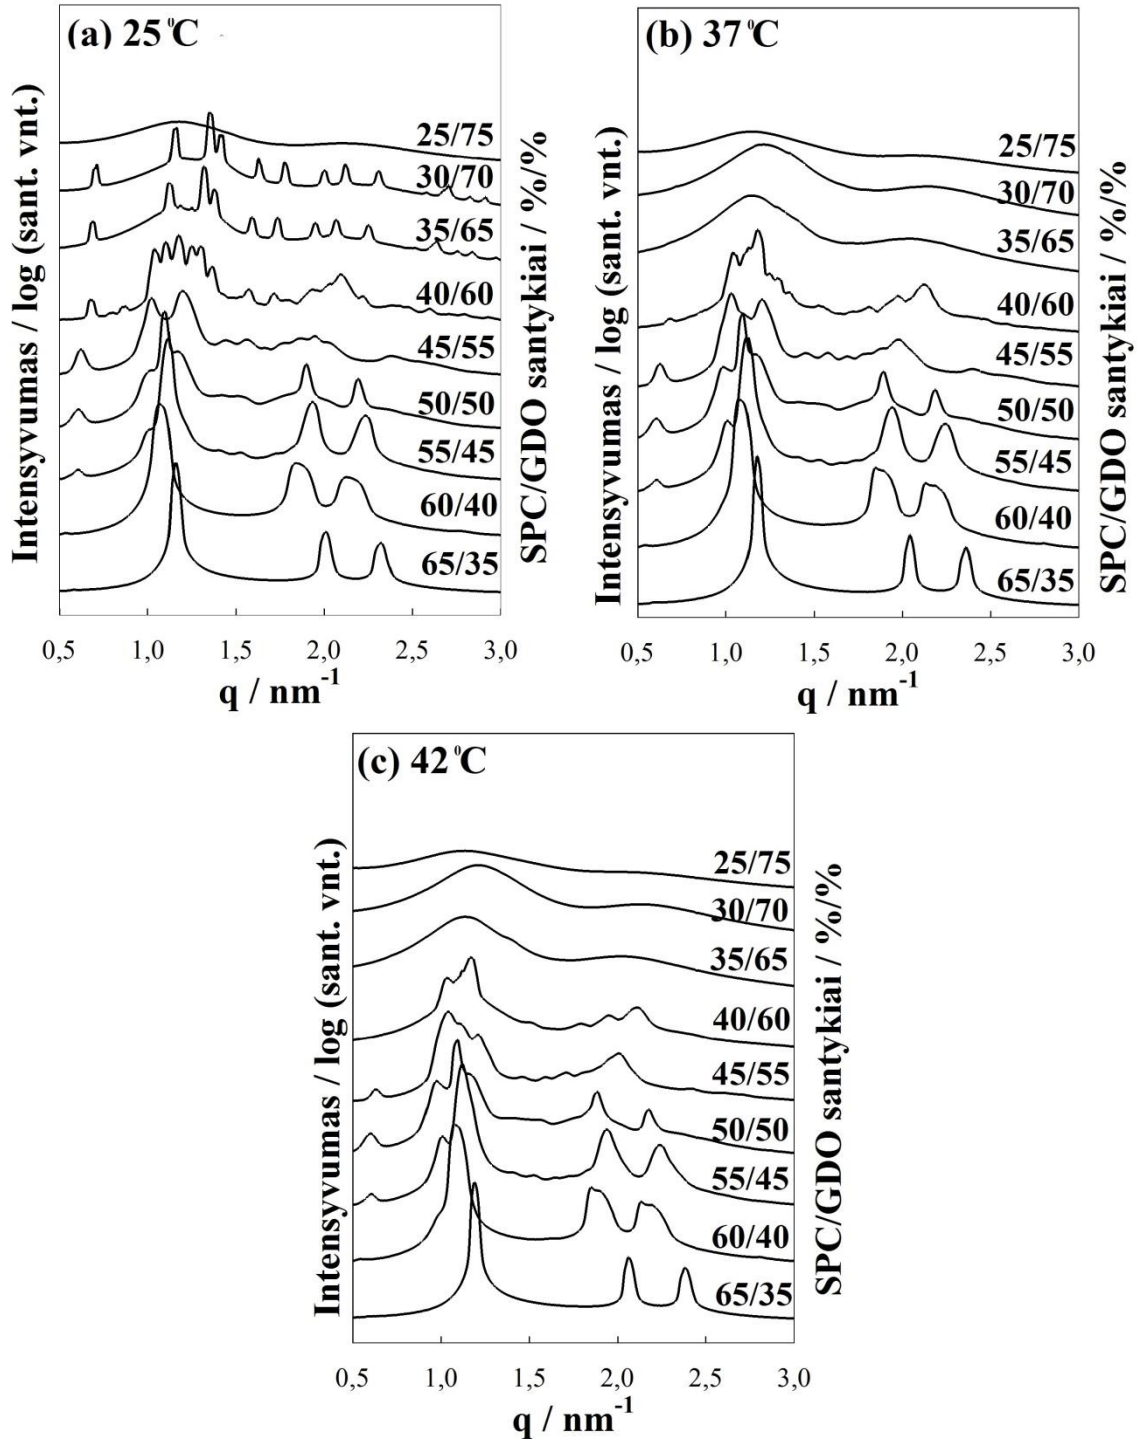 (a) 25 °C
Intensyvumas / log (sant. vnt.)
25/75
30/70
35/65
40/60
45/55
50/50
55/45
60/40
65/35
SPC/GDO santykiai / %/%
0,5 1,0 1,5 2,0 2,5 3,0
q / nm⁻¹
(b) 37 °C
Intensyvumas / log (sant. vnt.)
25/75
30/70
35/65
40/60
45/55
50/50
55/45
60/40
65/35
SPC/GDO santykiai / %/%
0,5 1,0 1,5 2,0 2,5 3,0
q / nm⁻¹
(c) 42 °C
Intensyvumas / log (sant. vnt.)
25/75
30/70
35/65
40/60
45/55
50/50
55/45
60/40
65/35
SPC/GDO santykiai / %/%
0,5 1,0 1,5 2,0 2,5 3,0
q / nm⁻¹